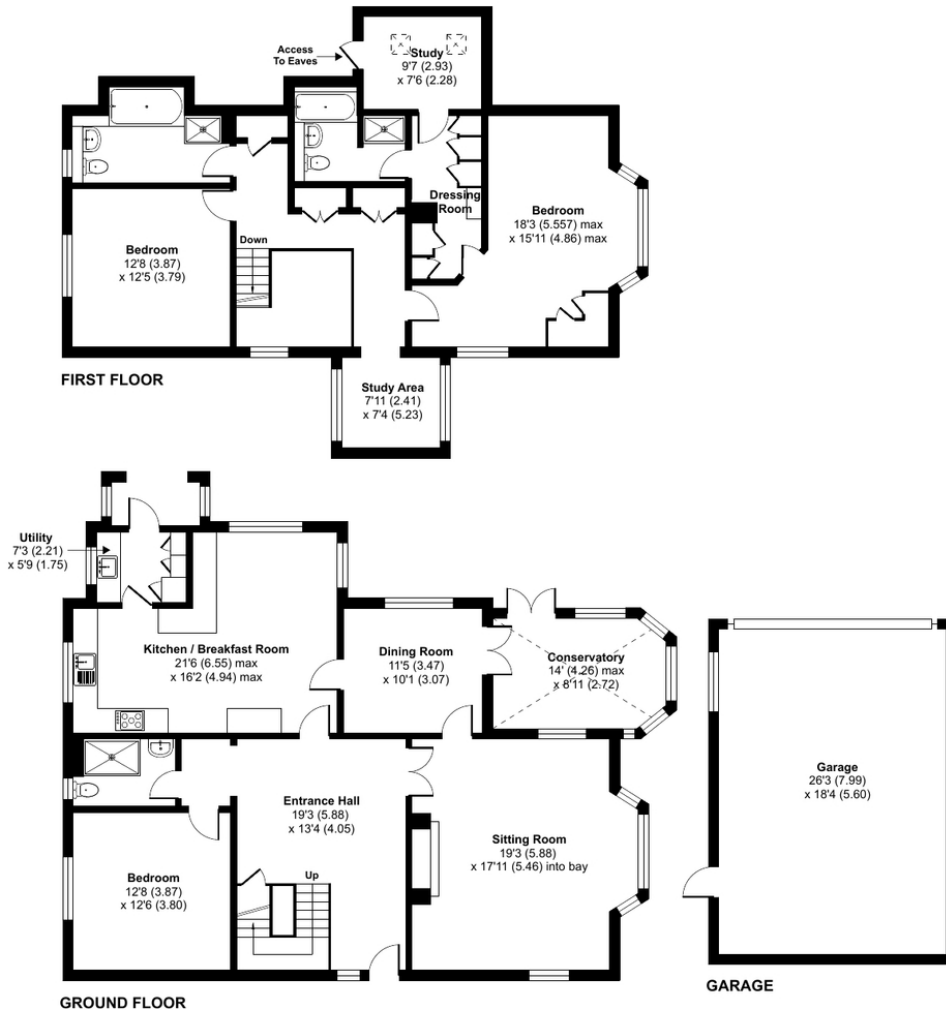 Access
To Eaves
Study
9'7 (2.93)
x 7'6 (2.28)
Dressing
Room
Bedroom
18'3 (5.557) max
x 15'11 (4.86) max
Bedroom
12'8 (3.87)
x 12'5 (3.79)
Down
Study Area
7'11 (2.41)
x 7'4 (5.23)
FIRST FLOOR
Utility
7'3 (2.21)
x 5'9 (1.75)
Kitchen / Breakfast Room
21'6 (6.55) max
x 16'2 (4.94) max
Dining Room
11'5 (3.47)
x 10'1 (3.07)
Conservatory
14' (4.26) max
x 8'11 (2.72)
Entrance Hall
19'3 (5.88)
x 13'4 (4.05)
Up
Sitting Room
19'3 (5.88)
x 17'11 (5.46) into bay
Bedroom
12'8 (3.87)
x 12'6 (3.80)
GROUND FLOOR
Garage
26'3 (7.99)
x 18'4 (5.60)
GARAGE